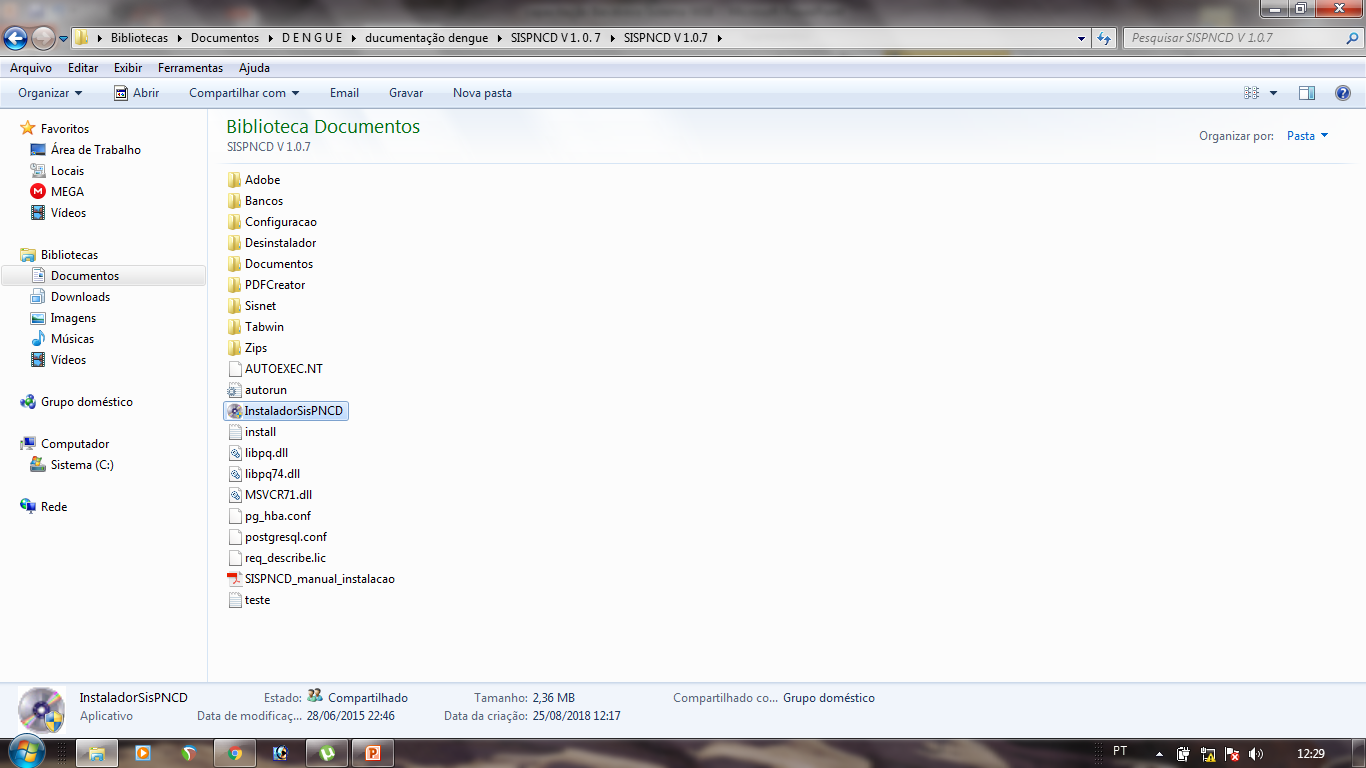 Bibliotecas Documentos D E N G U E ducumentação dengue SISPNCD V 1. 0. 7 SISPNCD V 1.0.7
Pesquisar SISPNCD V 1.0.7
Arquivo Editar Exibir Ferramentas Ajuda
Organizar Abrir Compartilhar com Email Gravar Nova pasta
Favoritos
Área de Trabalho
Locais
MEGA
Vídeos
Bibliotecas
Documentos
Downloads
Imagens
Músicas
Vídeos
Grupo doméstico
Computador
Sistema (C:)
Rede
Biblioteca Documentos
SISPNCD V 1.0.7
Organizar por: Pasta
Adobe
Bancos
Configuracao
Desinstalador
Documentos
PDFCreator
Sisnet
Tabwin
Zips
AUTOEXEC.NT
autorun
InstaladorSisPNCD
install
libpq.dll
libpq74.dll
MSVCR71.dll
pg_hba.conf
postgresql.conf
req_describe.lic
SISPNCD_manual_instalacao
teste
InstaladorSisPNCD Estado: Compartilhado Tamanho: 2,36 MB Compartilhado co... Grupo doméstico
Aplicativo Data de modificaç... 28/06/2015 22:46 Data da criação: 25/08/2018 12:17
PT 12:29